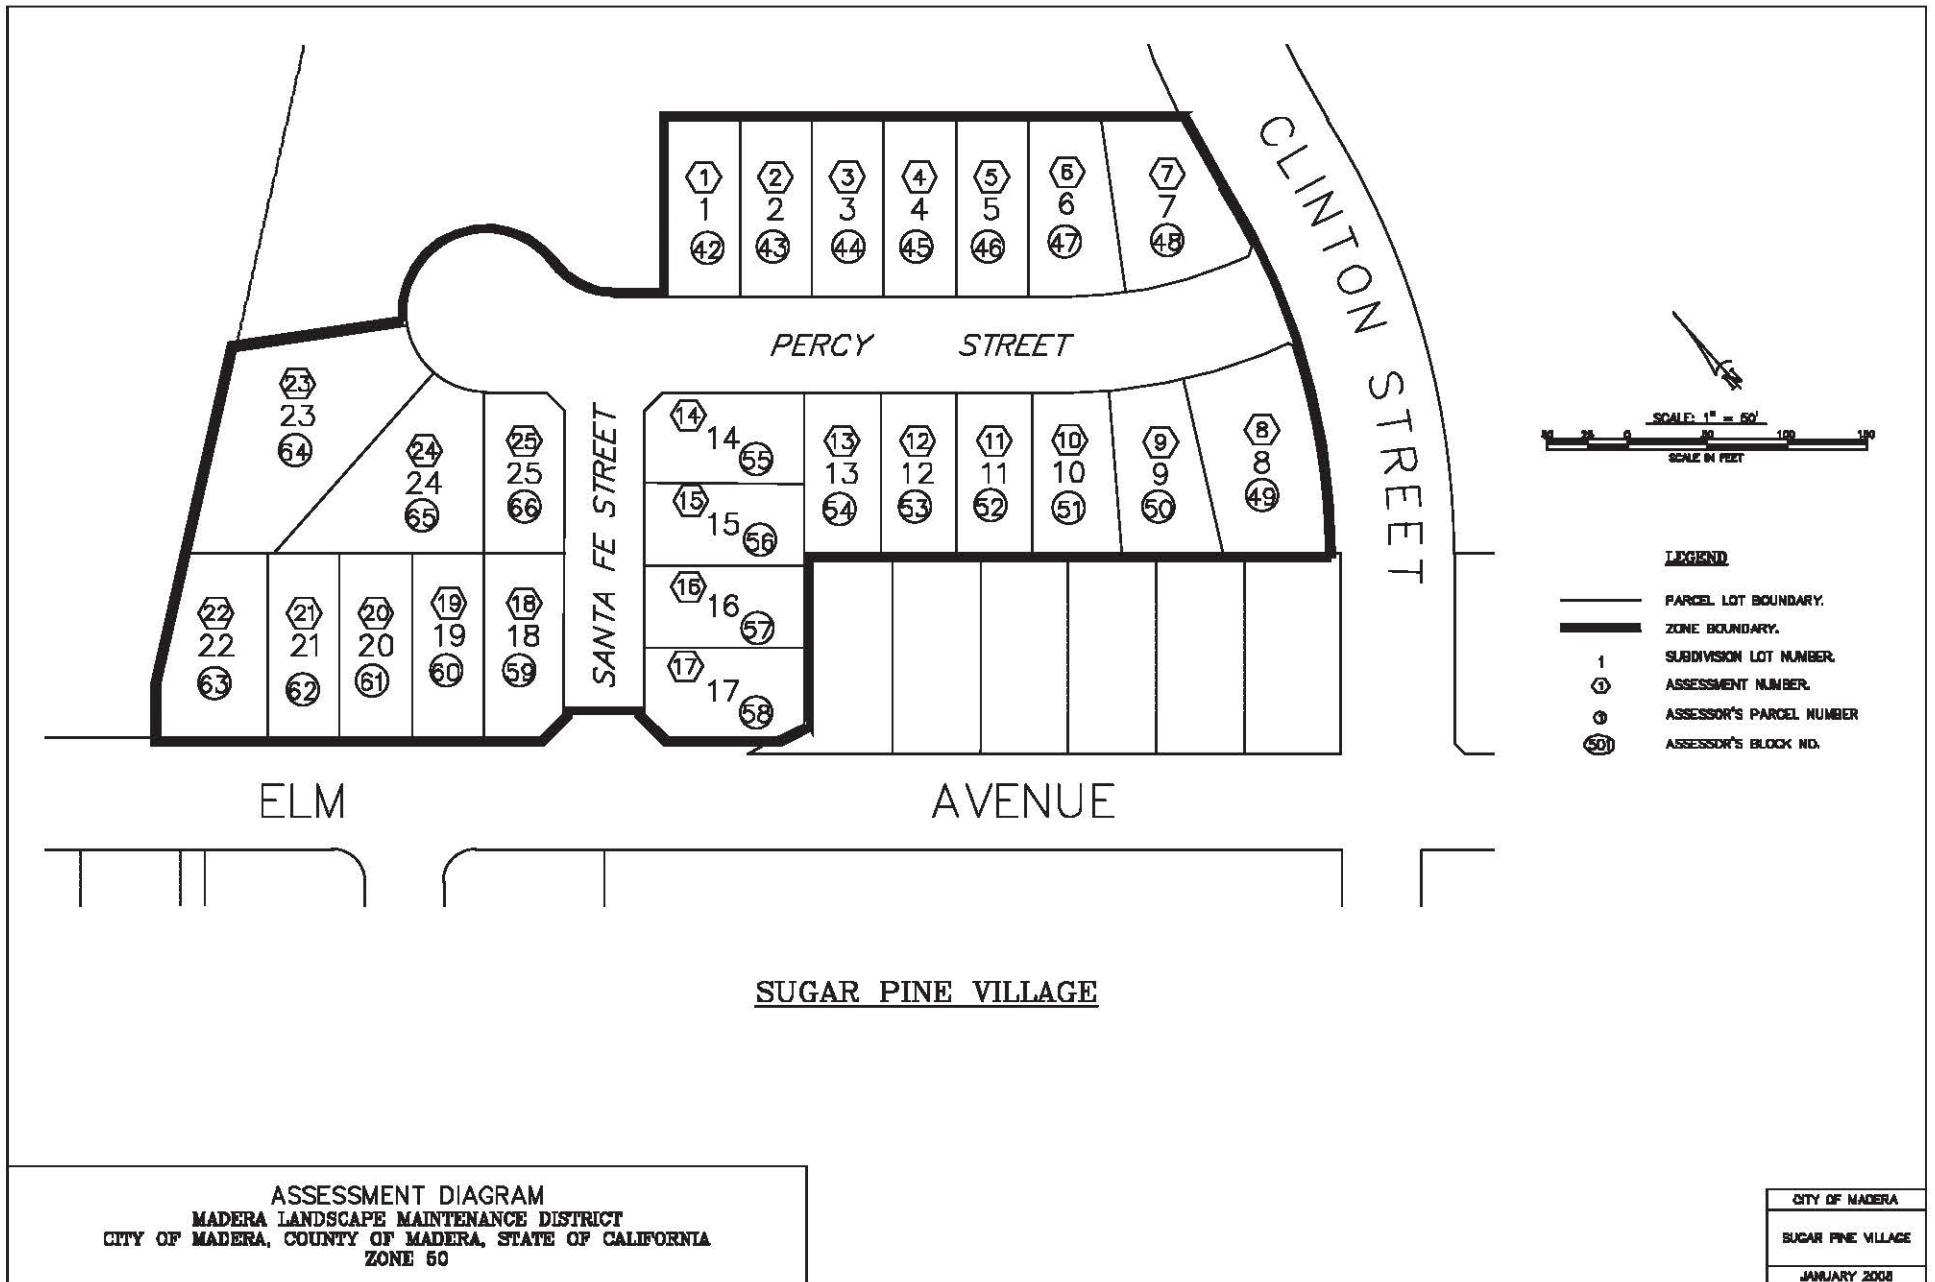 CLINTON STREET
1 2 3 4 5 6 7
1 2 3 4 5 6 7
42 43 44 45 46 47 48
PERCY STREET
23
23
64
24
24
65
25
25
66
SANTA FE STREET
14
14
55
15
15
56
16
16
57
17
17
58
13 12 11 10 9 8
13 12 11 10 9 8
54 53 52 51 50 49
22 21 20 19 18
22 21 20 19 18
63 62 61 60 59
ELM AVENUE
N
SCALE: 1" = 50'
50 25 0 50 100 150
SCALE IN FEET
LEGEND
PARCEL LOT BOUNDARY.
ZONE BOUNDARY.
1 SUBDIVISION LOT NUMBER.
1 ASSESSMENT NUMBER.
1 ASSESSOR'S PARCEL NUMBER
501 ASSESSOR'S BLOCK NO.
SUGAR PINE VILLAGE
ASSESSMENT DIAGRAM
MADERA LANDSCAPE MAINTENANCE DISTRICT
CITY OF MADERA, COUNTY OF MADERA, STATE OF CALIFORNIA
ZONE 50
CITY OF MADERA
SUGAR PINE VILLAGE
JANUARY